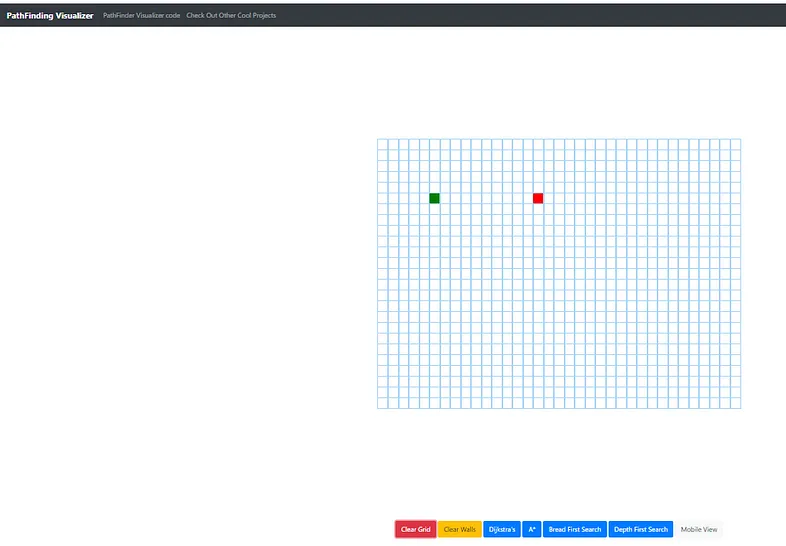 PathFinding Visualizer PathFinder Visualizer code Check Out Other Cool Projects
Clear Grid Clear Walls Dijkstra's A* Bread First Search Depth First Search Mobile View